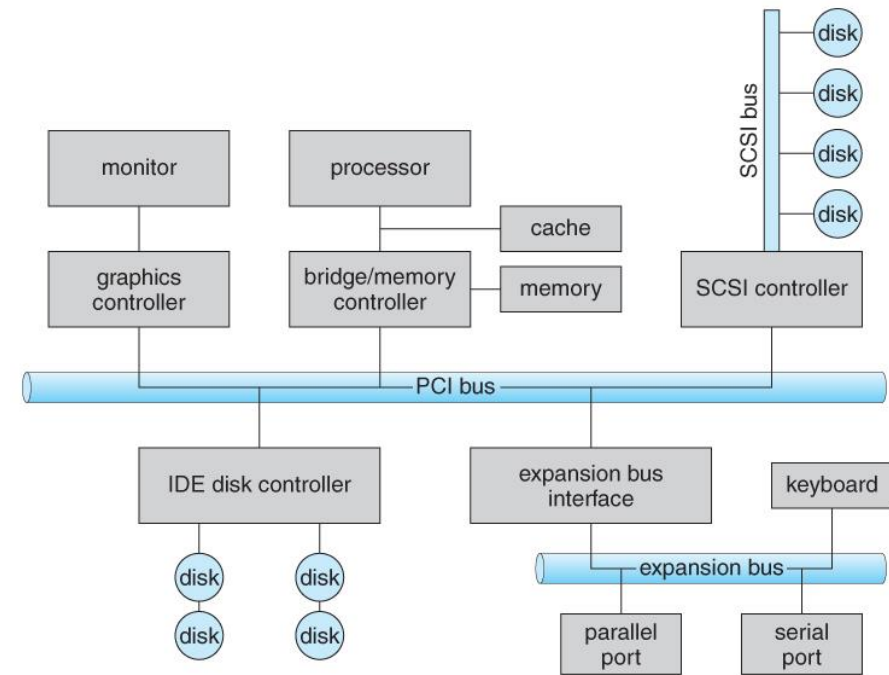 disk
disk
disk
disk
SCSI bus
monitor
processor
cache
graphics
controller
bridge/memory
controller
memory
SCSI controller
PCI bus
IDE disk controller
expansion bus
interface
keyboard
disk
disk
expansion bus
disk
disk
parallel
port
serial
port